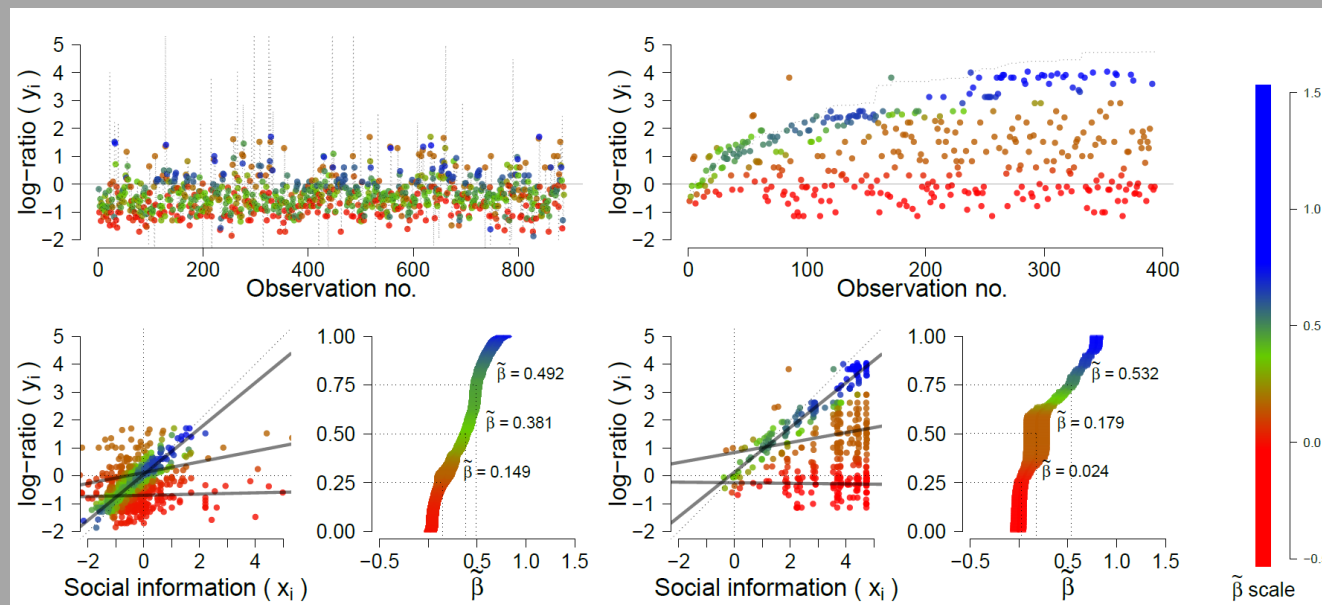 5
4
3
2
1
0
−1
−2
log−ratio ( yi )
0 200 400 600 800
Observation no.
5
4
3
2
1
0
−1
−2
log−ratio ( yi )
0 100 200 300 400
Observation no.
5
4
3
2
1
0
−1
−2
log−ratio ( yi )
−2 0 2 4
Social information ( xi )
1.00
0.75
0.50
0.25
0.00
β̃ = 0.492
β̃ = 0.381
β̃ = 0.149
−0.5 0.0 0.5 1.0 1.5
β̃
5
4
3
2
1
0
−1
−2
log−ratio ( yi )
−2 0 2 4
Social information ( xi )
1.00
0.75
0.50
0.25
0.00
β̃ = 0.532
β̃ = 0.179
β̃ = 0.024
−0.5 0.0 0.5 1.0 1.5
β̃
1.5
1.0
0.5
0.0
β̃ scale